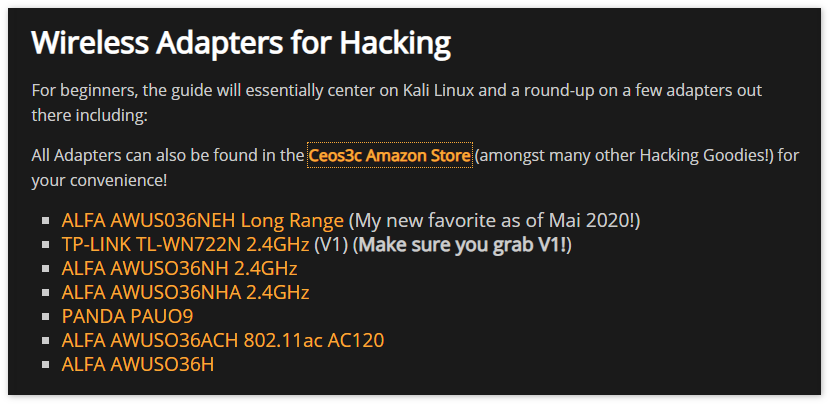 Wireless Adapters for Hacking
For beginners, the guide will essentially center on Kali Linux and a round-up on a few adapters out
there including:
All Adapters can also be found in the Ceos3c Amazon Store (amongst many other Hacking Goodies!) for
your convenience!
ALFA AWUS036NEH Long Range (My new favorite as of Mai 2020!)
TP-LINK TL-WN722N 2.4GHz (V1) (Make sure you grab V1!)
ALFA AWUSO36NH 2.4GHz
ALFA AWUSO36NHA 2.4GHz
PANDA PAUO9
ALFA AWUSO36ACH 802.11ac AC120
ALFA AWUSO36H